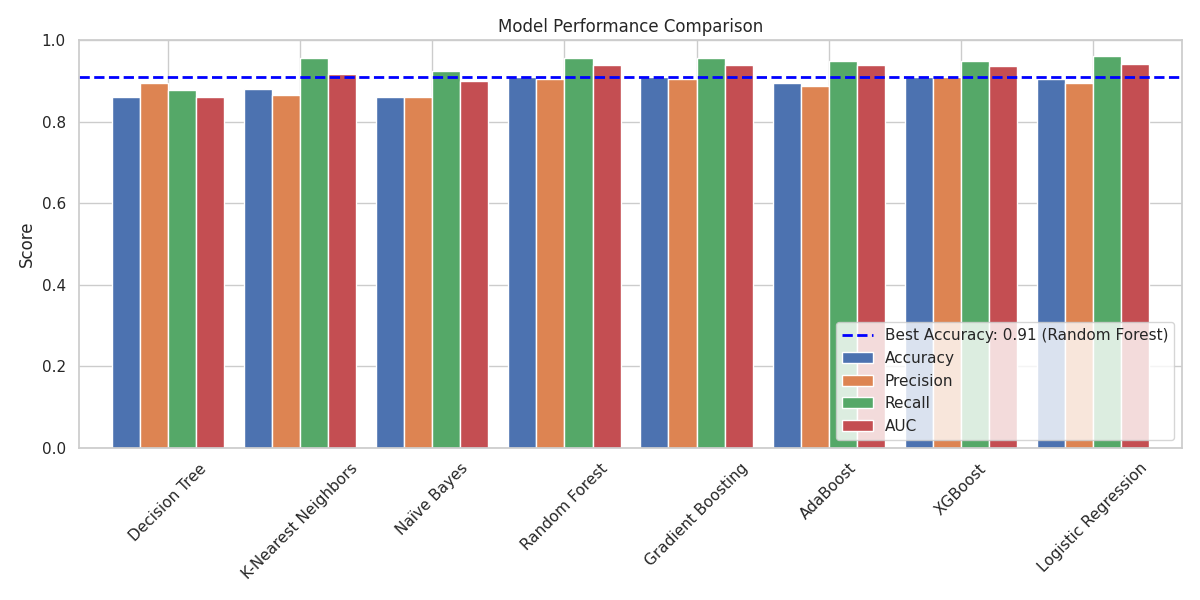 Model Performance Comparison
1.0
0.8
0.6
0.4
0.2
0.0
Score
Best Accuracy: 0.91 (Random Forest)
Accuracy
Precision
Recall
AUC
Decision Tree
K-Nearest Neighbors
Naïve Bayes
Random Forest
Gradient Boosting
AdaBoost
XGBoost
Logistic Regression